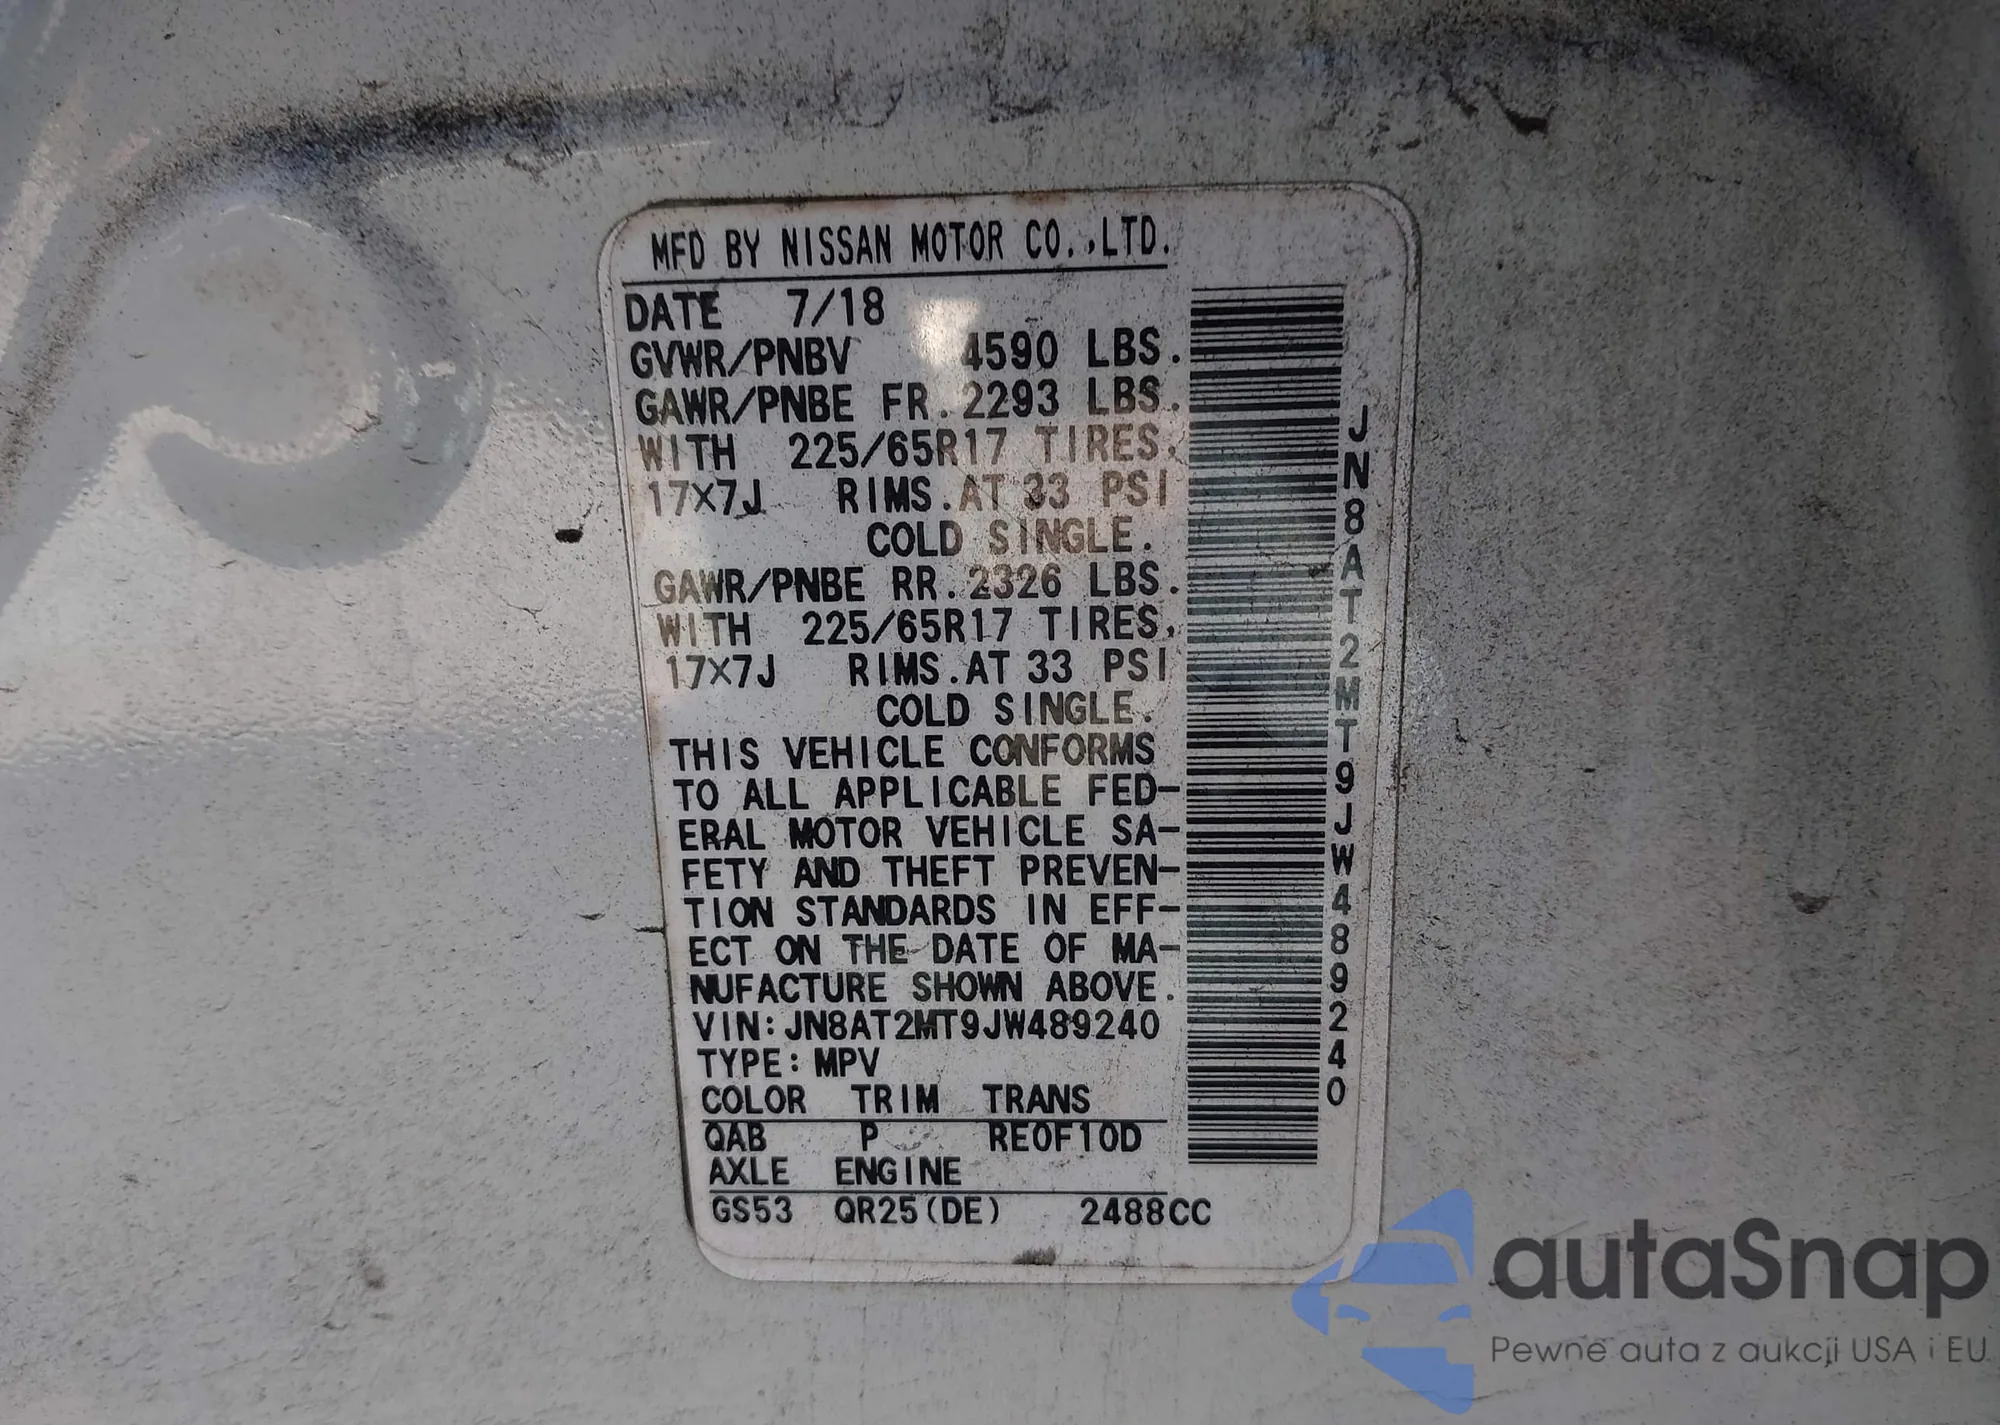 MFD BY NISSAN MOTOR CO.,LTD.
DATE 7/18
GVWR/PNBV 4590 LBS.
GAWR/PNBE FR. 2293 LBS.
WITH 225/65R17 TIRES,
17X7J RIMS. AT 33 PSI
COLD SINGLE.
GAWR/PNBE RR. 2326 LBS.
WITH 225/65R17 TIRES,
17X7J RIMS. AT 33 PSI
COLD SINGLE.
THIS VEHICLE CONFORMS
TO ALL APPLICABLE FED-
ERAL MOTOR VEHICLE SA-
FETY AND THEFT PREVEN-
TION STANDARDS IN EFF-
ECT ON THE DATE OF MA-
NUFACTURE SHOWN ABOVE.
VIN: JN8AT2MT9JW489240
TYPE: MPV
COLOR TRIM TRANS
QAB P RE0F10D
AXLE ENGINE
GS53 QR25(DE) 2488CC
JN8AT2MT9JW489240
autaSnap
Pewne auta z aukcji USA i EU